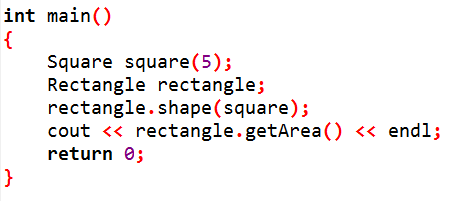 int main()
{
    Square square(5);
    Rectangle rectangle;
    rectangle.shape(square);
    cout << rectangle.getArea() << endl;
    return 0;
}